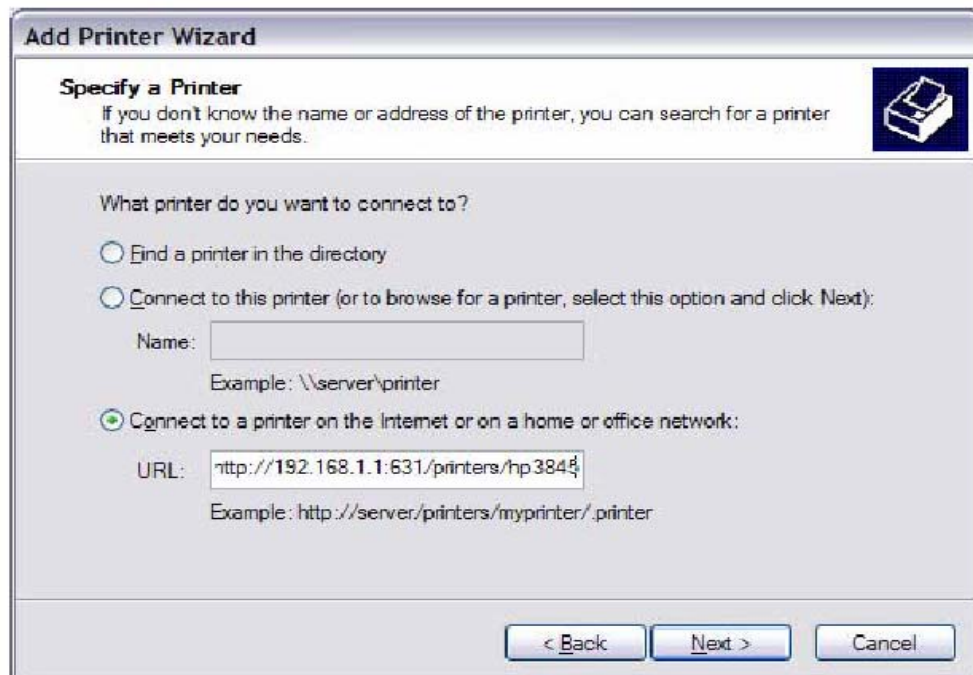 Add Printer Wizard
Specify a Printer
If you don't know the name or address of the printer, you can search for a printer
that meets your needs.
What printer do you want to connect to?
Find a printer in the directory
Connect to this printer (or to browse for a printer, select this option and click Next):
Name:
Example: \\server\printer
Connect to a printer on the Internet or on a home or office network:
URL: http://192.168.1.1:631/printers/hp3845
Example: http://server/printers/myprinter/.printer
< Back
Next >
Cancel